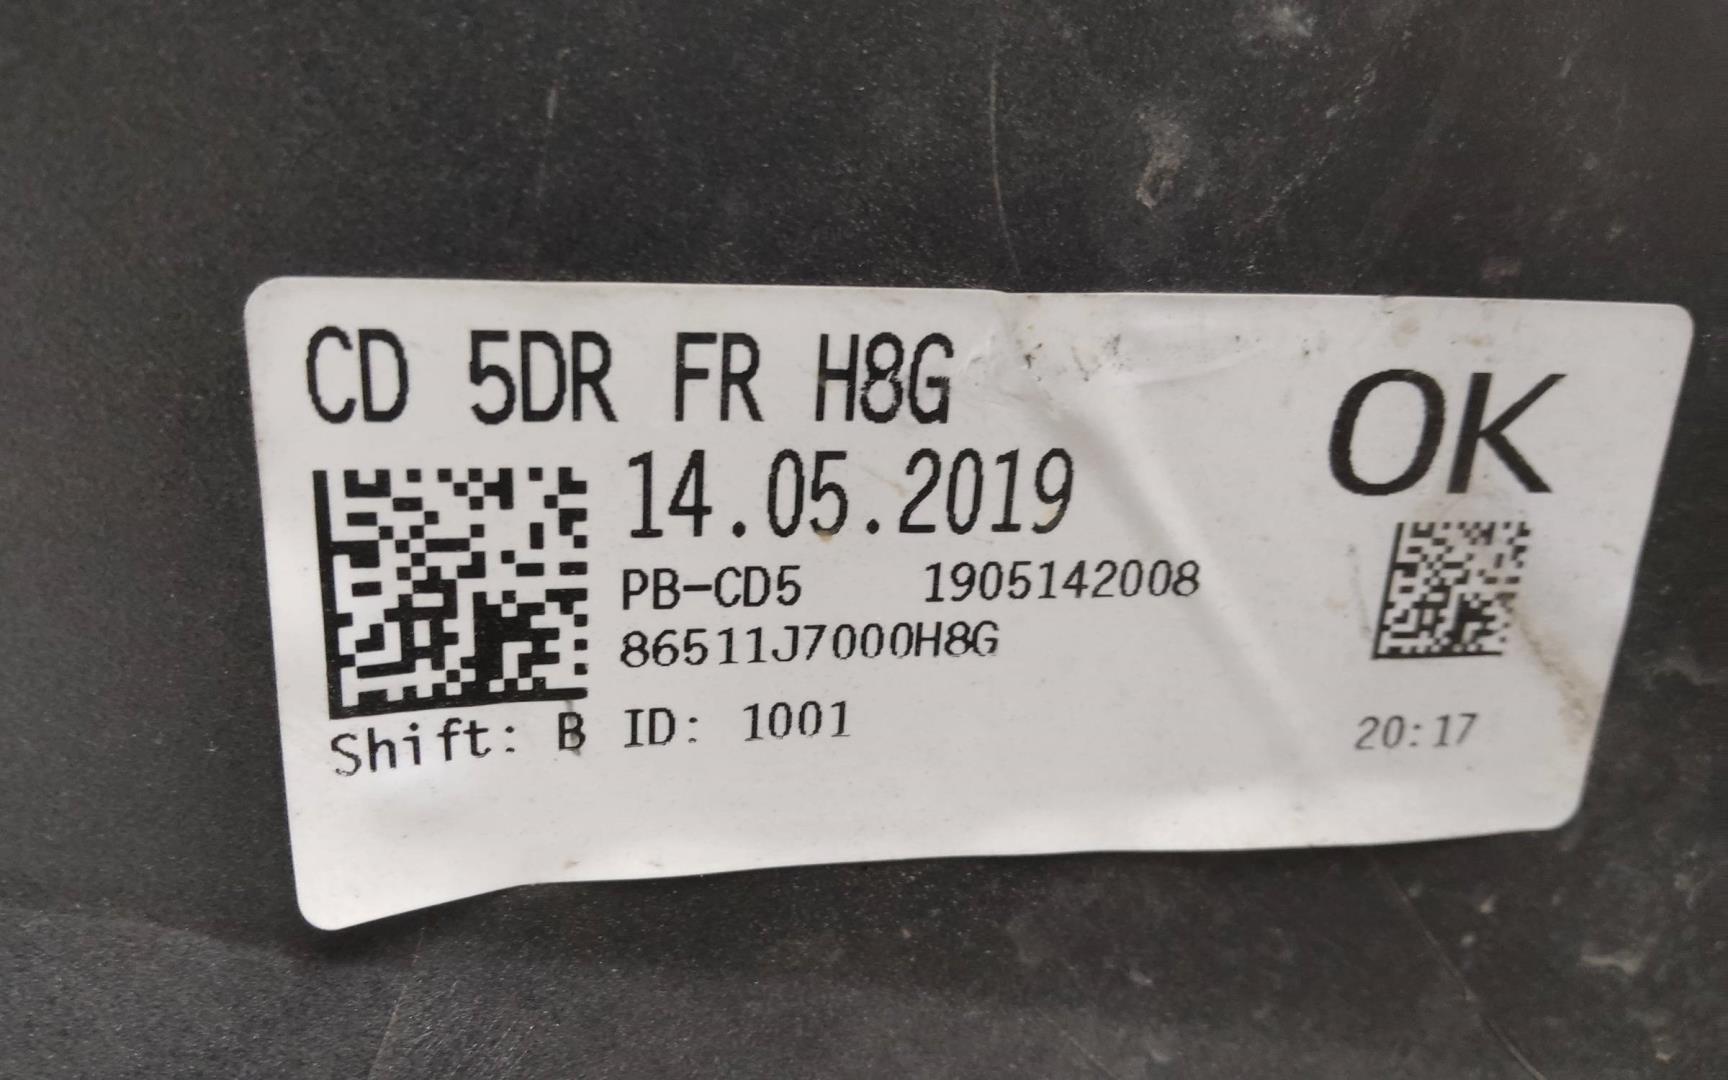 CD 5DR FR H8G
OK
14.05.2019
PB-CD5 1905142008
86511J7000H8G
Shift: B ID: 1001
20:17